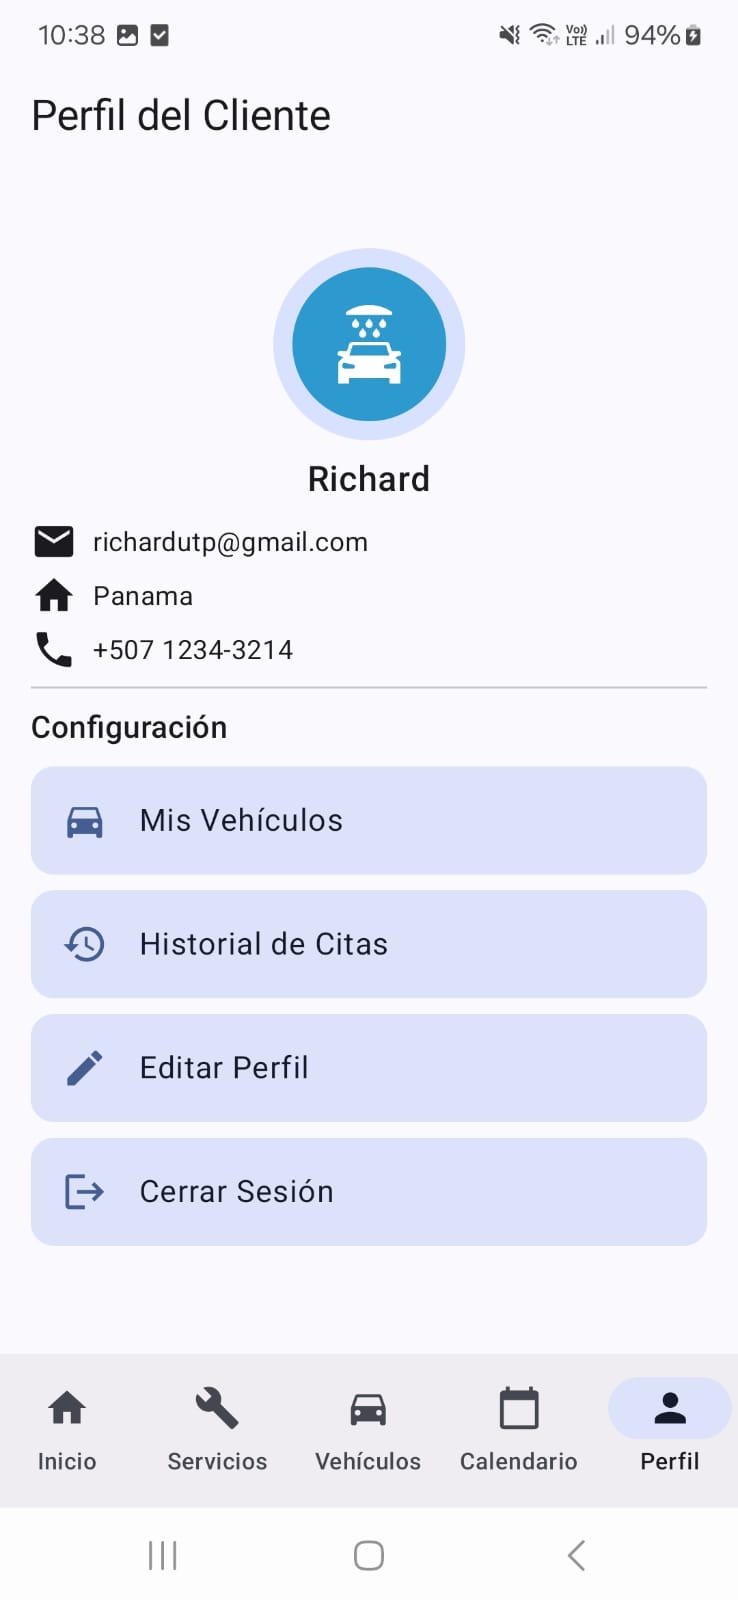 10:38 Vo)) LTE 94%
Perfil del Cliente
Richard
richardutp@gmail.com
Panama
+507 1234-3214
Configuración
Mis Vehículos
Historial de Citas
Editar Perfil
Cerrar Sesión
Inicio Servicios Vehículos Calendario Perfil